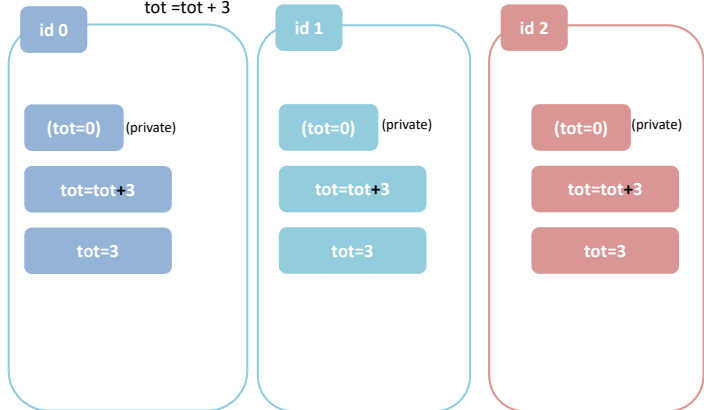 tot =tot + 3
id 0
id 1
id 2
(tot=0) (private)
(tot=0) (private)
(tot=0) (private)
tot=tot+3
tot=tot+3
tot=tot+3
tot=3
tot=3
tot=3